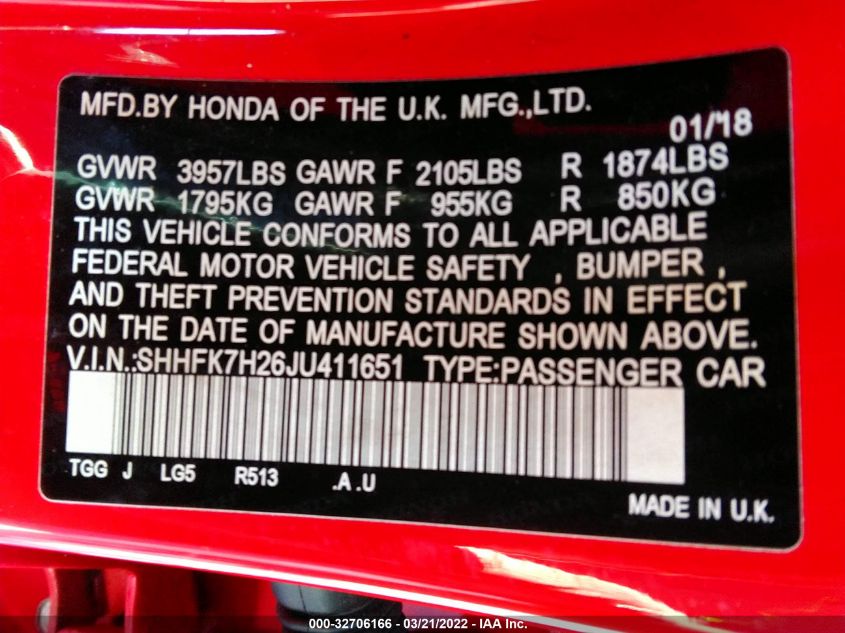 MFD.BY HONDA OF THE U.K. MFG.,LTD.
01/18
GVWR 3957LBS GAWR F 2105LBS R 1874LBS
GVWR 1795KG GAWR F 955KG R 850KG
THIS VEHICLE CONFORMS TO ALL APPLICABLE
FEDERAL MOTOR VEHICLE SAFETY , BUMPER ,
AND THEFT PREVENTION STANDARDS IN EFFECT
ON THE DATE OF MANUFACTURE SHOWN ABOVE.
V.I.N.:SHHFK7H26JU411651 TYPE:PASSENGER CAR
TGG J LG5 R513 .A .U
MADE IN U.K.
000-32706166 - 03/21/2022 - IAA Inc.